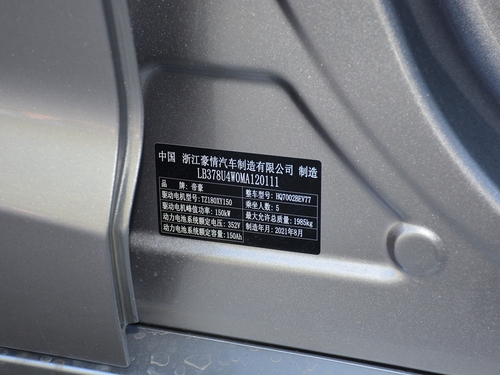 中国 浙江豪情汽车制造有限公司 制造
LB378U4W0MA120111
品 牌: 帝豪
整车型号: HQ7002BEV77
驱动电机型号: TZ180XY150
乘坐人数: 5
驱动电机峰值功率: 150kW
最大允许总质量: 1985kg
动力电池系统额定电压: 352V
制造年月: 2021年8月
动力电池系统额定容量: 150Ah